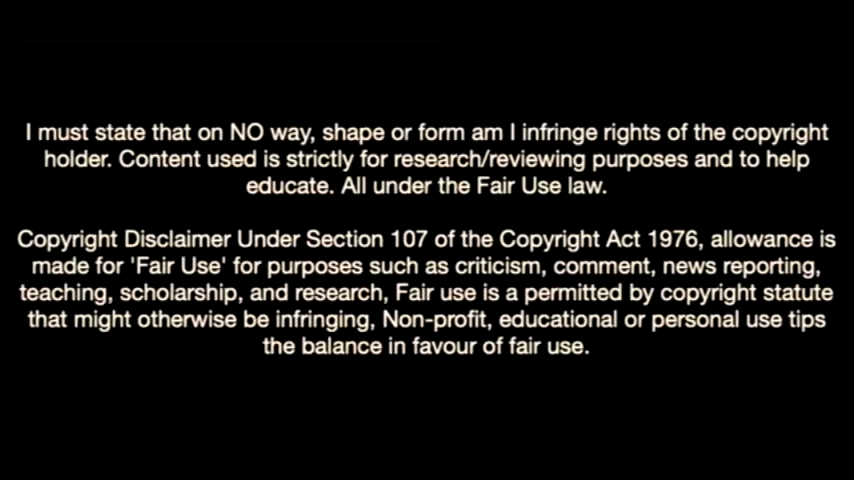 I must state that on NO way, shape or form am I infringe rights of the copyright
holder. Content used is strictly for research/reviewing purposes and to help
educate. All under the Fair Use law.
Copyright Disclaimer Under Section 107 of the Copyright Act 1976, allowance is
made for 'Fair Use' for purposes such as criticism, comment, news reporting,
teaching, scholarship, and research, Fair use is a permitted by copyright statute
that might otherwise be infringing, Non-profit, educational or personal use tips
the balance in favour of fair use.